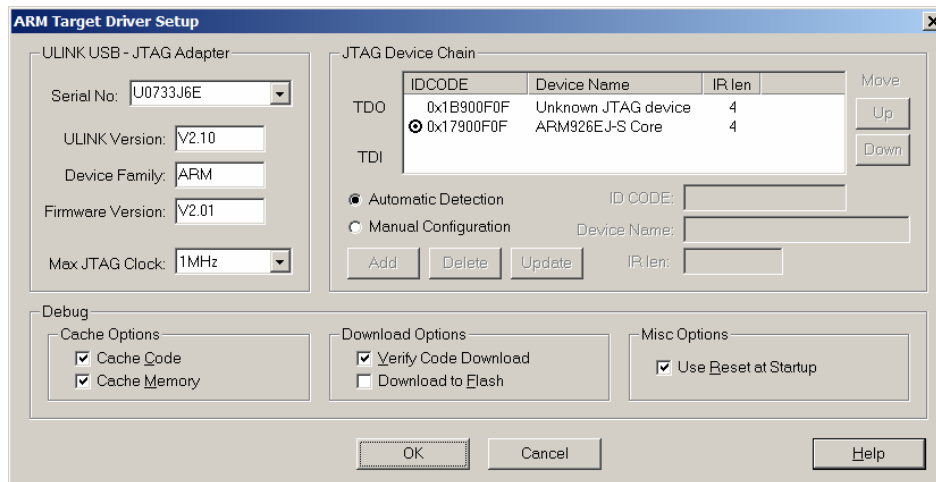 ARM Target Driver Setup
ULINK USB - JTAG Adapter
Serial No: U0733J6E
ULINK Version: V2.10
Device Family: ARM
Firmware Version: V2.01
Max JTAG Clock: 1MHz
JTAG Device Chain
IDCODE Device Name IR len Move
TDO 0x1B900F0F Unknown JTAG device 4 Up
0x17900F0F ARM926EJ-S Core 4
TDI Down
Automatic Detection ID CODE:
Manual Configuration Device Name:
Add Delete Update IR len:
Debug
Cache Options
Cache Code
Cache Memory
Download Options
Verify Code Download
Download to Flash
Misc Options
Use Reset at Startup
OK Cancel Help